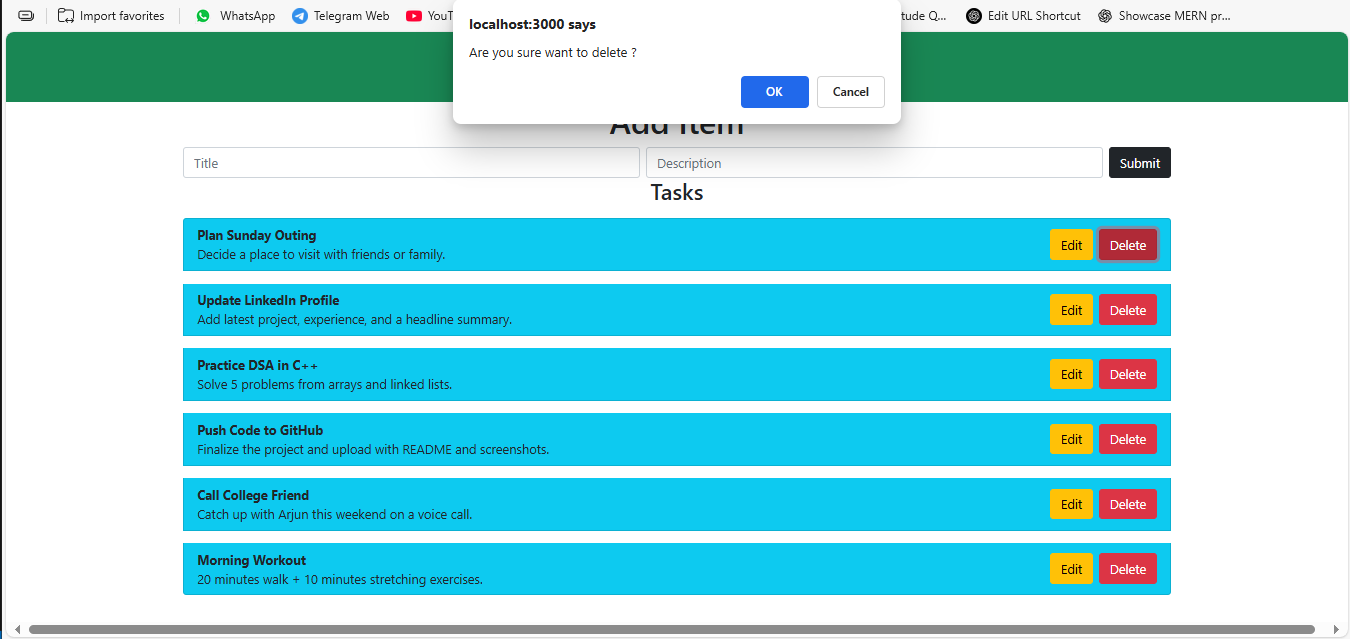 Import favorites
WhatsApp
Telegram Web
Edit URL Shortcut
Showcase MERN pr...
localhost:3000 says
Are you sure want to delete ?
OK
Cancel
Add Item
Title
Description
Submit
Tasks
Plan Sunday Outing
Decide a place to visit with friends or family.
Edit
Delete
Update LinkedIn Profile
Add latest project, experience, and a headline summary.
Edit
Delete
Practice DSA in C++
Solve 5 problems from arrays and linked lists.
Edit
Delete
Push Code to GitHub
Finalize the project and upload with README and screenshots.
Edit
Delete
Call College Friend
Catch up with Arjun this weekend on a voice call.
Edit
Delete
Morning Workout
20 minutes walk + 10 minutes stretching exercises.
Edit
Delete